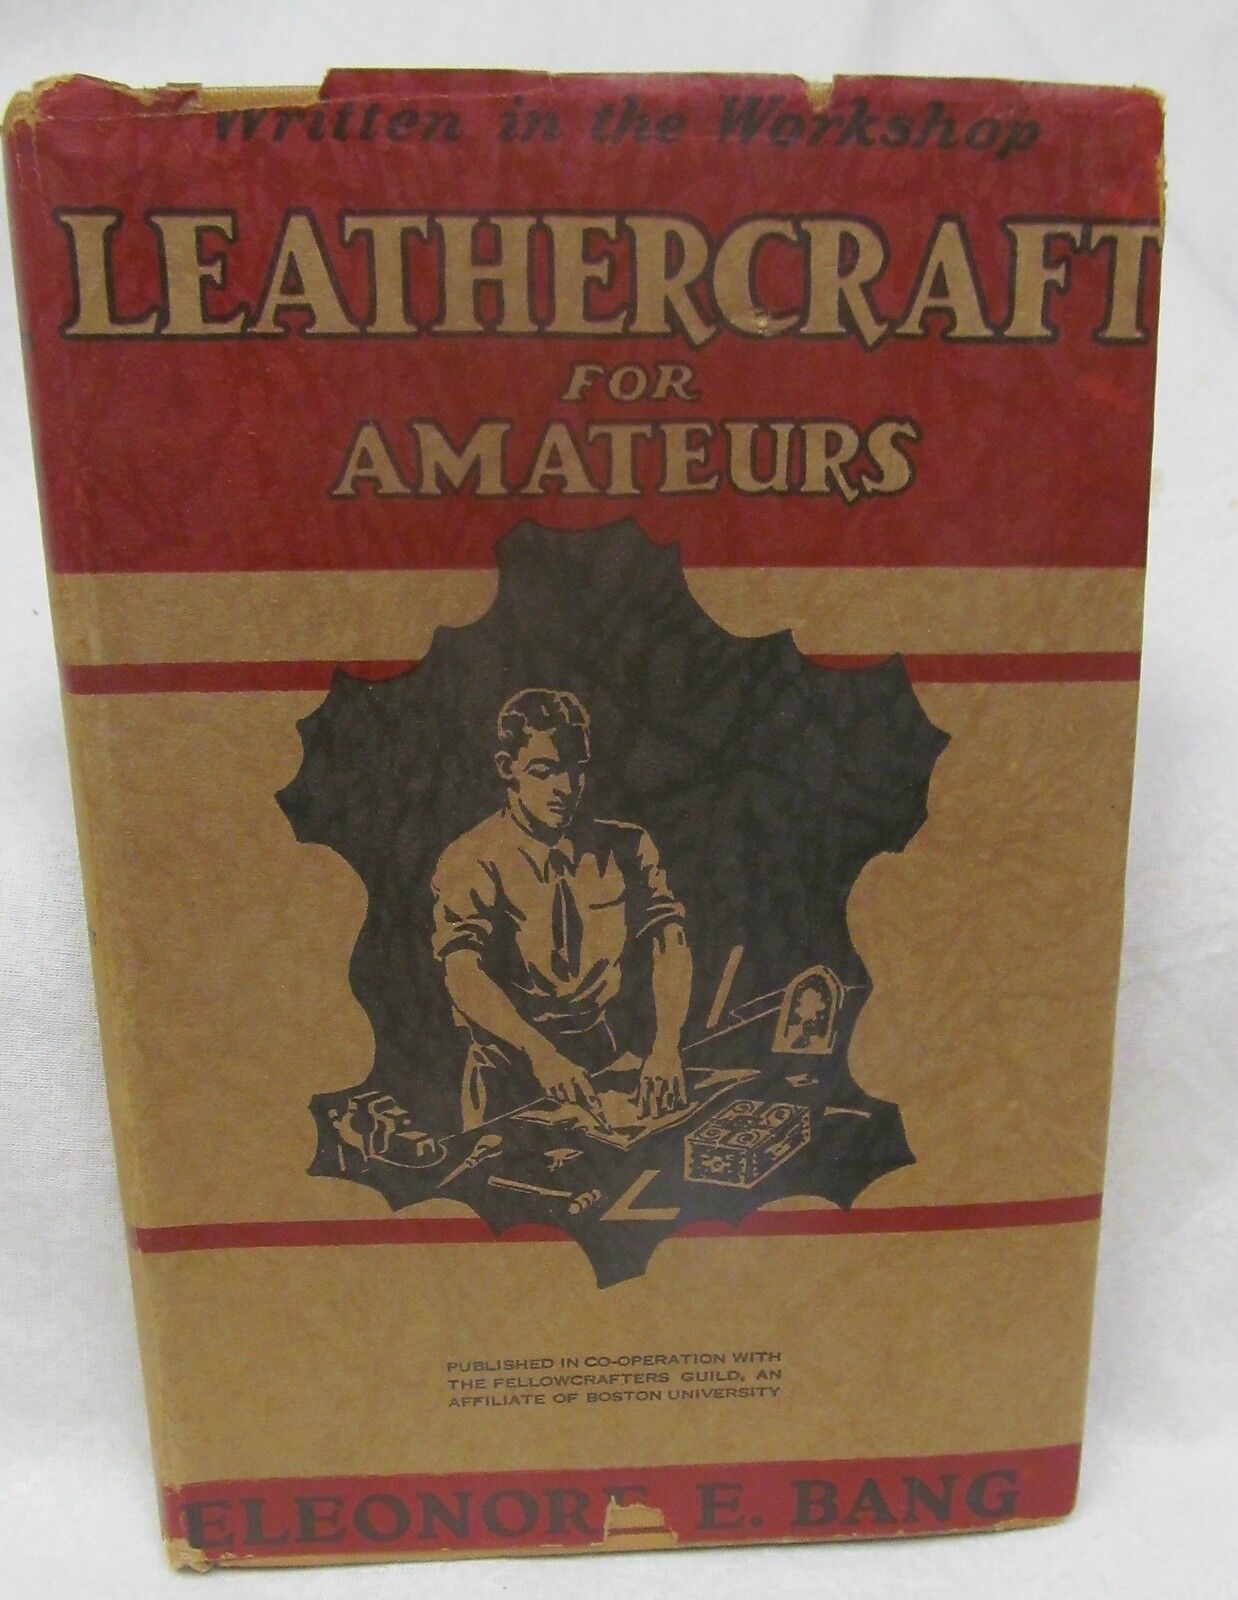 Written in the Workshop
LEATHERCRAFT
FOR
AMATEURS
PUBLISHED IN CO-OPERATION WITH
THE FELLOWCRAFTERS GUILD, AN
AFFILIATE OF BOSTON UNIVERSITY
ELEONORE E. BANG